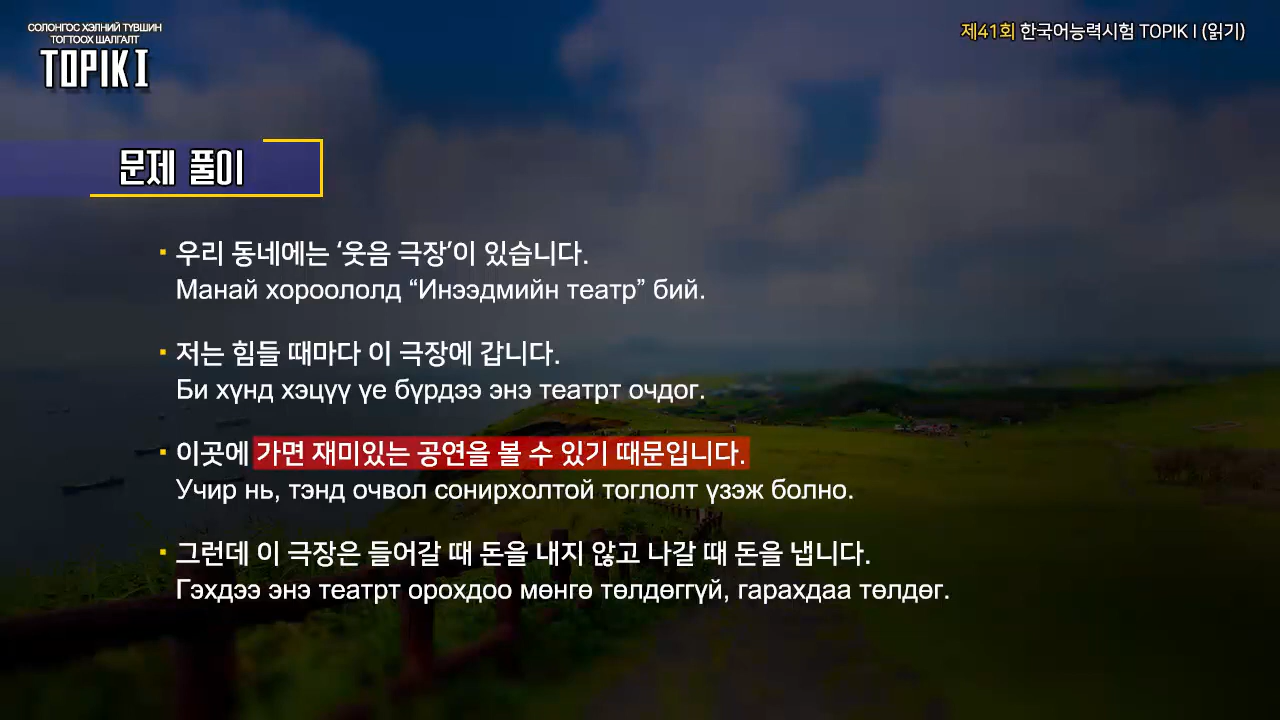 СОЛОНГОС ХЭЛНИЙ ТҮВШИН
ТОГТООХ ШАЛГАЛТ
TOPIK I
제41회 한국어능력시험 TOPIK I (읽기)
문제 풀이
· 우리 동네에는 ‘웃음 극장’이 있습니다.
Манай хороололд “Инээдмийн театр” бий.
· 저는 힘들 때마다 이 극장에 갑니다.
Би хүнд хэцүү үе бүрдээ энэ театрт очдог.
· 이곳에 가면 재미있는 공연을 볼 수 있기 때문입니다.
Учир нь, тэнд очвол сонирхолтой тоглолт үзэж болно.
· 그런데 이 극장은 들어갈 때 돈을 내지 않고 나갈 때 돈을 냅니다.
Гэхдээ энэ театрт орохдоо мөнгө төлдөггүй, гарахдаа төлдөг.